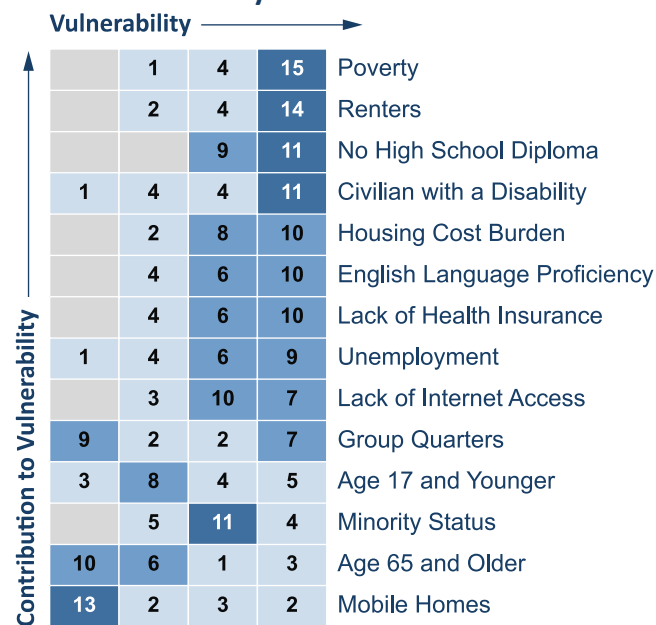 Vulnerability
1 4 15 Poverty
2 4 14 Renters
9 11 No High School Diploma
1 4 4 11 Civilian with a Disability
2 8 10 Housing Cost Burden
4 6 10 English Language Proficiency
4 6 10 Lack of Health Insurance
1 4 6 9 Unemployment
3 10 7 Lack of Internet Access
9 2 2 7 Group Quarters
3 8 4 5 Age 17 and Younger
5 11 4 Minority Status
10 6 1 3 Age 65 and Older
13 2 3 2 Mobile Homes
Contribution to Vulnerability